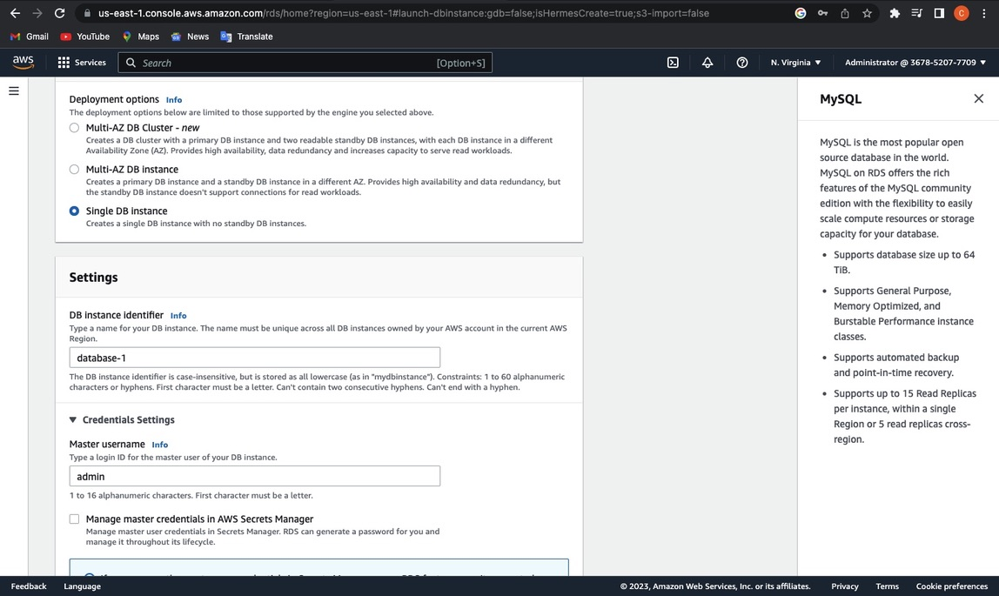 us-east-1.console.aws.amazon.com/rds/home?region=us-east-1#launch-dbinstance:gdb=false;isHermesCreate=true;s3-import=false
C
Gmail
YouTube
Maps
News
Translate
aws
Services
Search
[Option+S]
N. Virginia
Administrator @ 3678-5207-7709
Deployment options Info
The deployment options below are limited to those supported by the engine you selected above.
Multi-AZ DB Cluster - new
Creates a DB cluster with a primary DB instance and two readable standby DB instances, with each DB instance in a different
Availability Zone (AZ). Provides high availability, data redundancy and increases capacity to serve read workloads.
Multi-AZ DB instance
Creates a primary DB instance and a standby DB instance in a different AZ. Provides high availability and data redundancy, but
the standby DB instance doesn't support connections for read workloads.
Single DB instance
Creates a single DB instance with no standby DB instances.
Settings
DB instance identifier Info
Type a name for your DB instance. The name must be unique across all DB instances owned by your AWS account in the current AWS
Region.
database-1
The DB instance identifier is case-insensitive, but is stored as all lowercase (as in "mydbinstance"). Constraints: 1 to 60 alphanumeric
characters or hyphens. First character must be a letter. Can't contain two consecutive hyphens. Can't end with a hyphen.
Credentials Settings
Master username Info
Type a login ID for the master user of your DB instance.
admin
1 to 16 alphanumeric characters. First character must be a letter.
Manage master credentials in AWS Secrets Manager
Manage master user credentials in Secrets Manager. RDS can generate a password for you and
manage it throughout its lifecycle.
MySQL
MySQL is the most popular open
source database in the world.
MySQL on RDS offers the rich
features of the MySQL community
edition with the flexibility to easily
scale compute resources or storage
capacity for your database.
• Supports database size up to 64
TiB.
• Supports General Purpose,
Memory Optimized, and
Burstable Performance instance
classes.
• Supports automated backup
and point-in-time recovery.
• Supports up to 15 Read Replicas
per instance, within a single
Region or 5 read replicas cross-
region.
Feedback
Language
© 2023, Amazon Web Services, Inc. or its affiliates.
Privacy
Terms
Cookie preferences